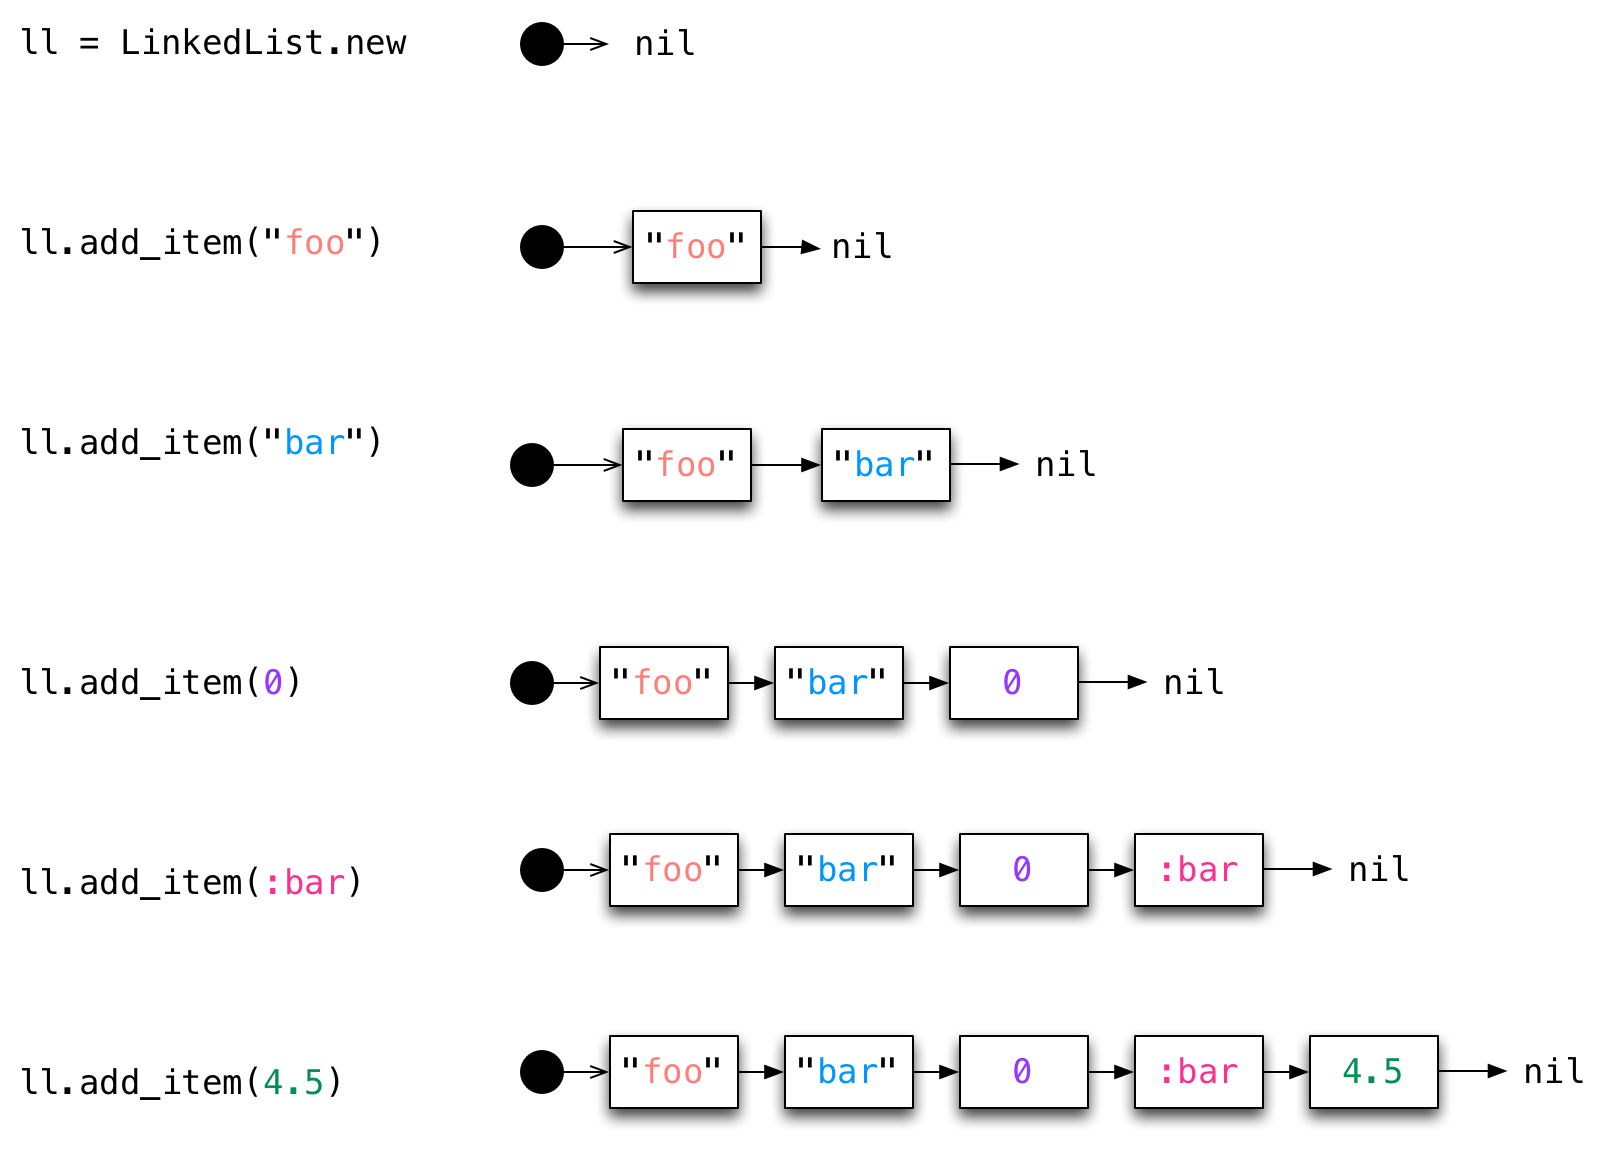 ll = LinkedList.new nil
ll.add_item("foo") "foo" nil
ll.add_item("bar") "foo" "bar" nil
ll.add_item(0) "foo" "bar" 0 nil
ll.add_item(:bar) "foo" "bar" 0 :bar nil
ll.add_item(4.5) "foo" "bar" 0 :bar 4.5 nil